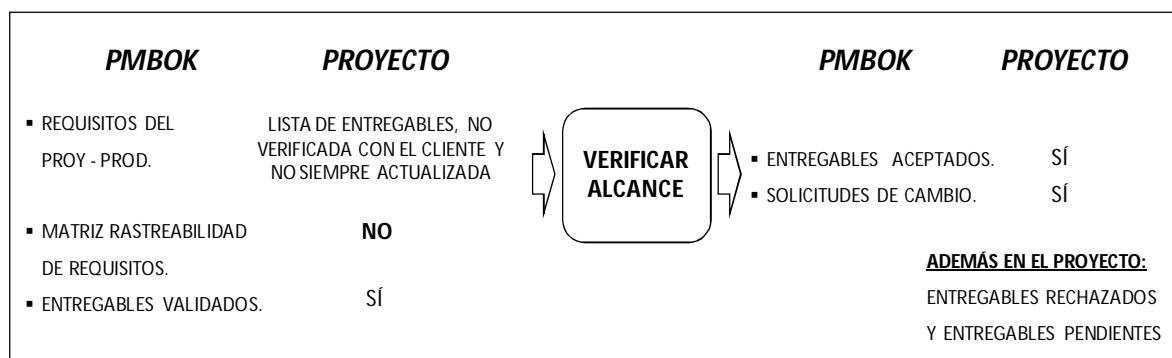 PMBOK PROYECTO
▪ REQUISITOS DEL
PROY - PROD.
LISTA DE ENTREGABLES, NO
VERIFICADA CON EL CLIENTE Y
NO SIEMPRE ACTUALIZADA
▪ MATRIZ RASTREABILIDAD
DE REQUISITOS.
NO
▪ ENTREGABLES VALIDADOS. SÍ
VERIFICAR
ALCANCE
PMBOK PROYECTO
▪ ENTREGABLES ACEPTADOS. SÍ
▪ SOLICITUDES DE CAMBIO. SÍ
ADEMÁS EN EL PROYECTO:
ENTREGABLES RECHAZADOS
Y ENTREGABLES PENDIENTES